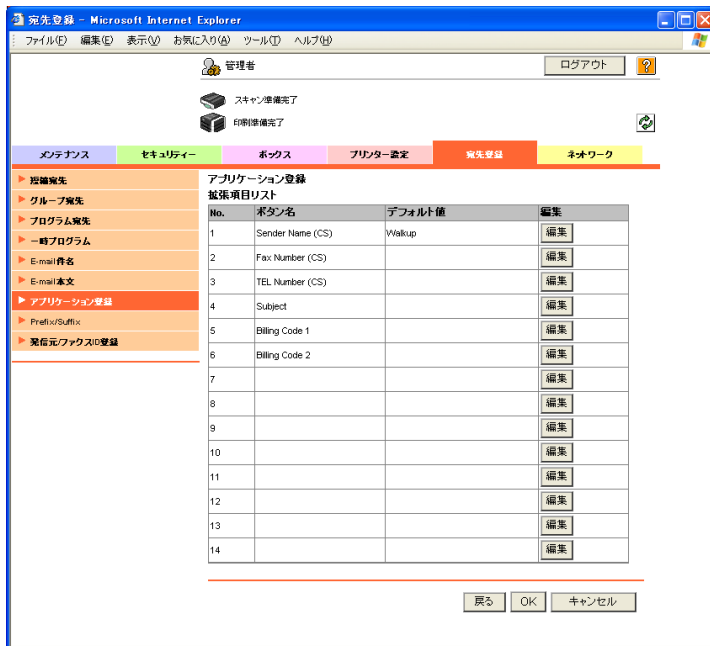 宛先登録 - Microsoft Internet Explorer
ファイル(F) 編集(E) 表示(V) お気に入り(A) ツール(T) ヘルプ(H)
管理者 ログアウト ?
スキャン準備完了
印刷準備完了
メンテナンス セキュリティー ボックス プリンター設定 宛先登録 ネットワーク
短縮宛先
グループ宛先
プログラム宛先
一時プログラム
E-mail件名
E-mail本文
アプリケーション登録
Prefix/Suffix
発信元/ファクスID登録
アプリケーション登録
拡張項目リスト
No. ボタン名 デフォルト値 編集
1 Sender Name (CS) Walkup 編集
2 Fax Number (CS) 編集
3 TEL Number (CS) 編集
4 Subject 編集
5 Billing Code 1 編集
6 Billing Code 2 編集
7 編集
8 編集
9 編集
10 編集
11 編集
12 編集
13 編集
14 編集
戻る OK キャンセル